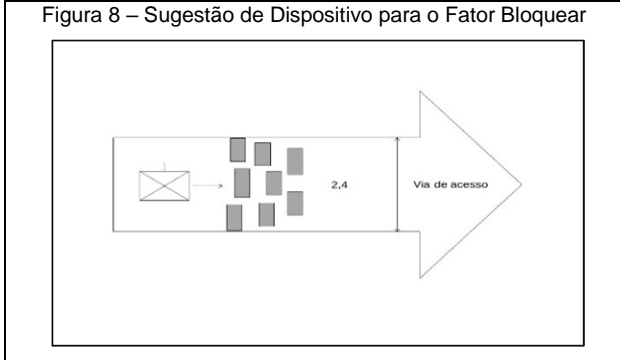 Figura 8 – Sugestão de Dispositivo para o Fator Bloquear
2,4
Via de acesso